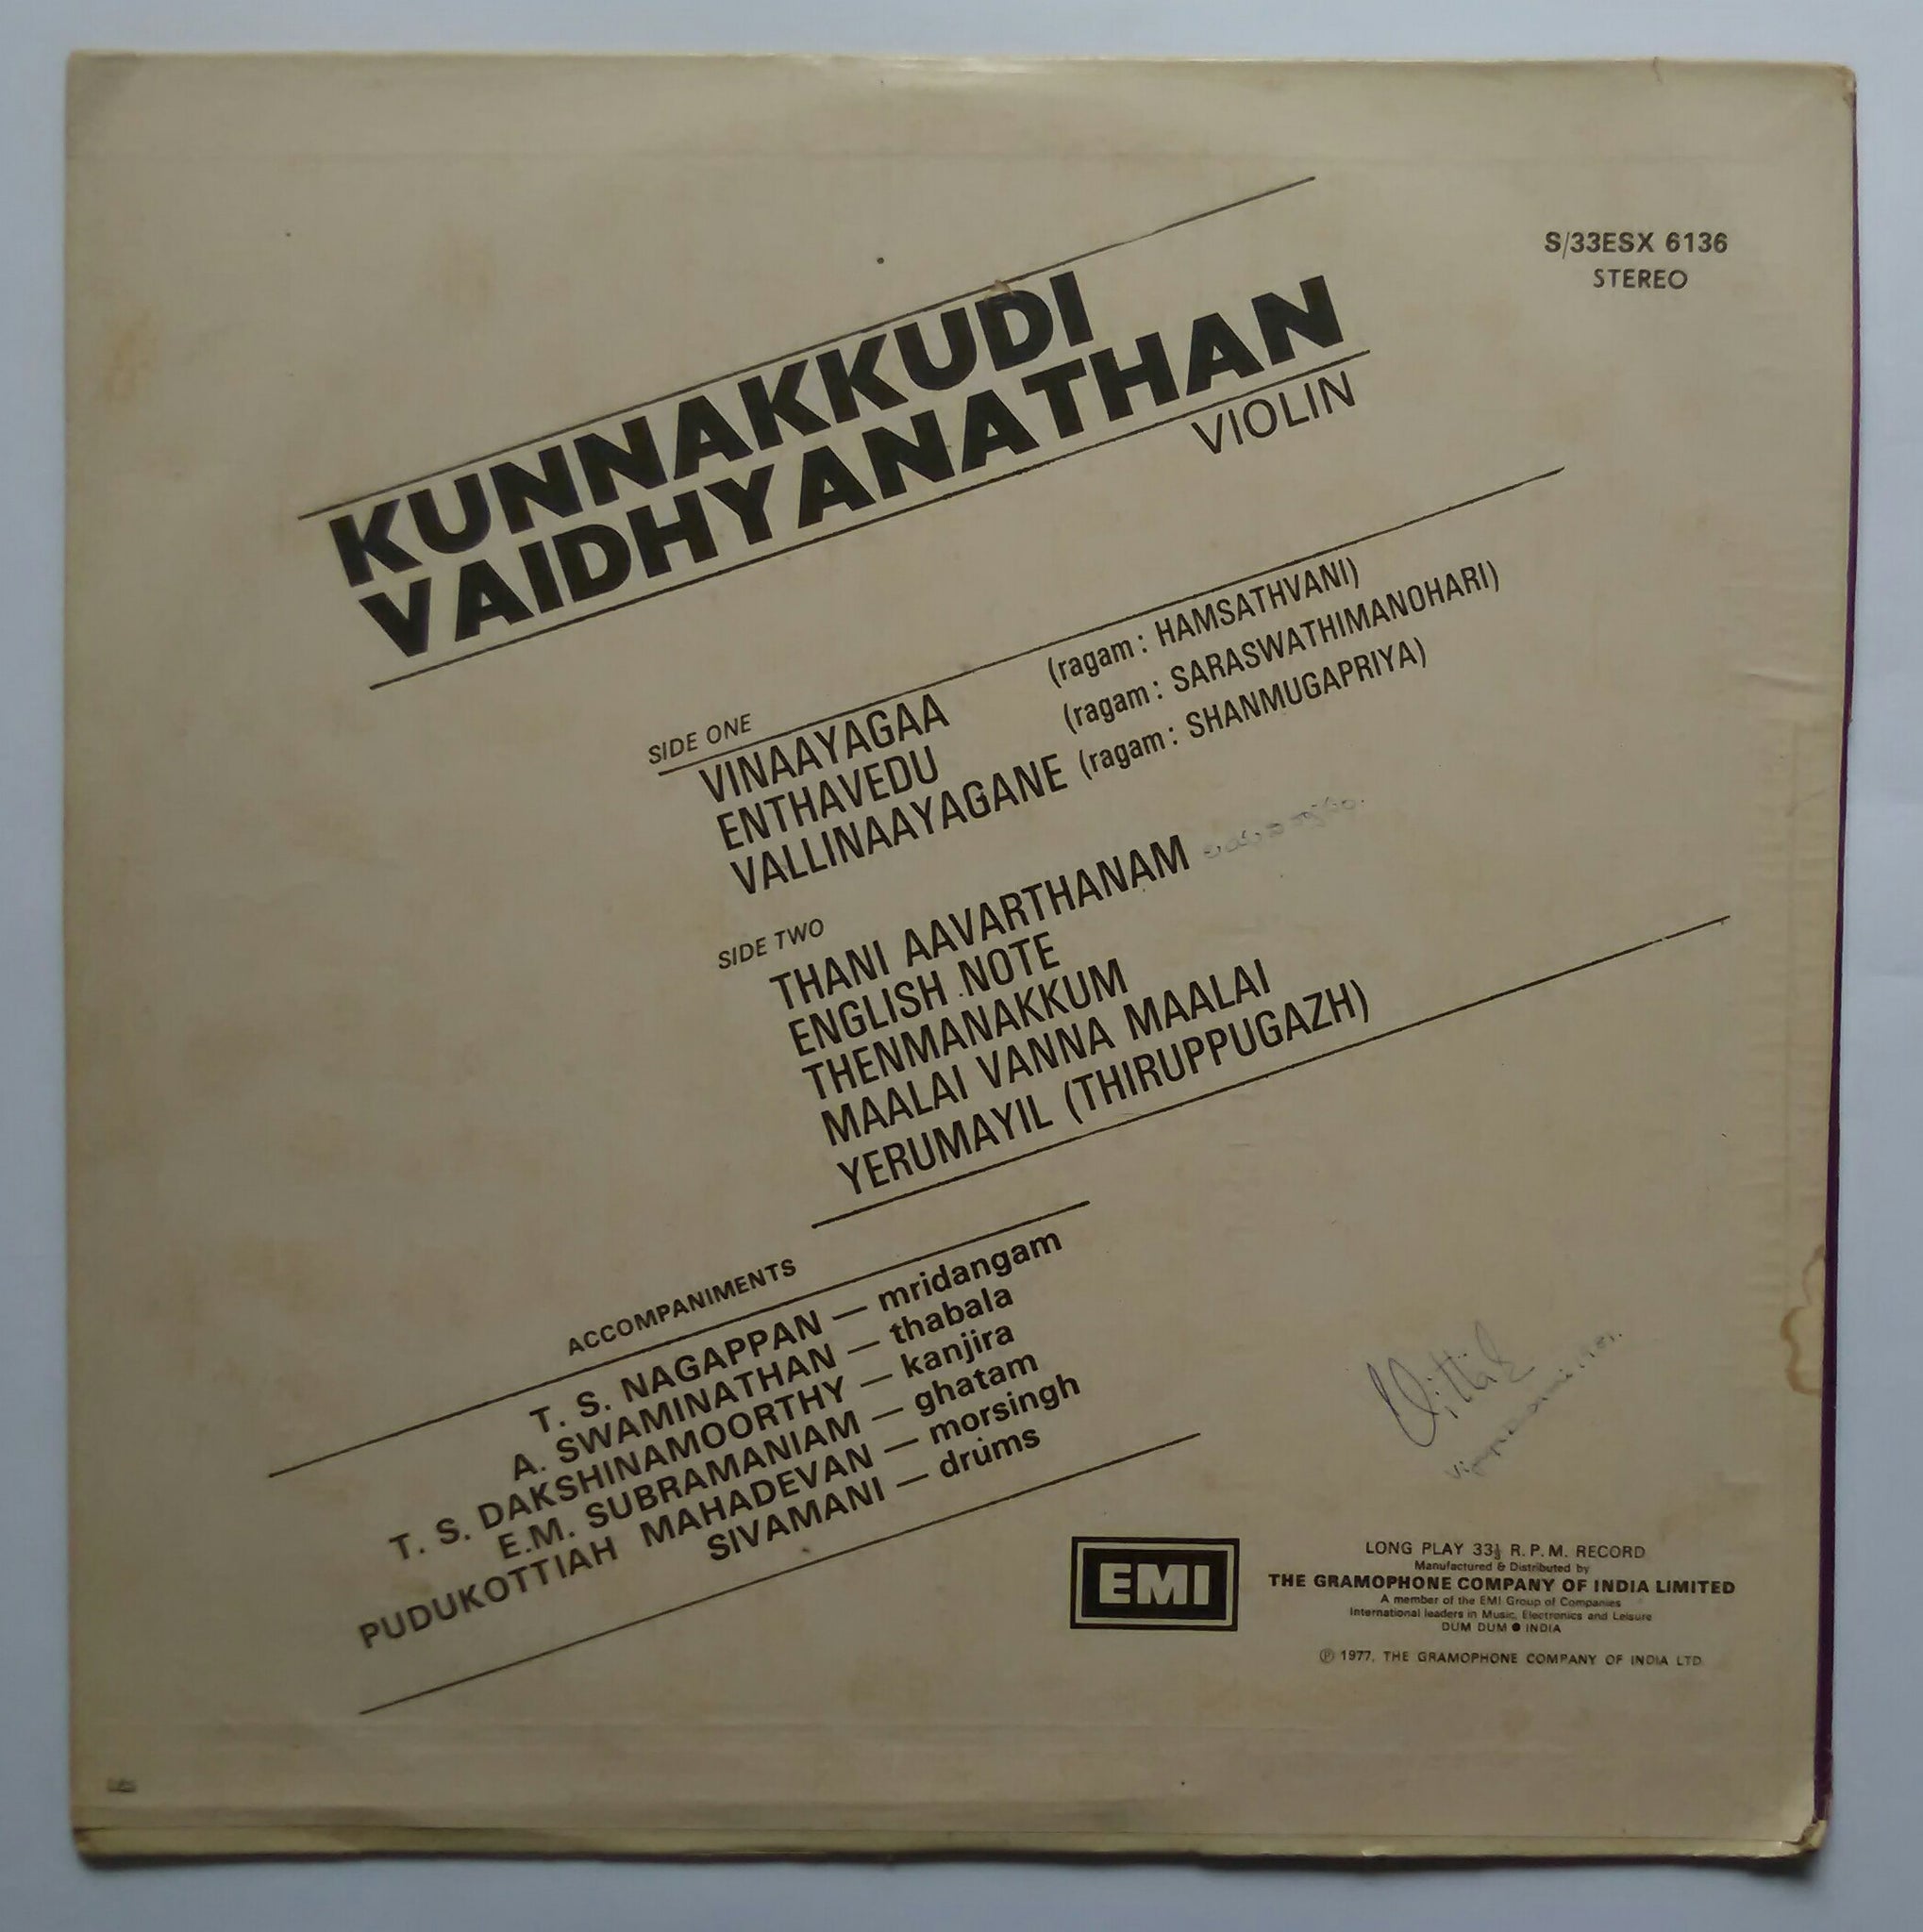 S/33ESX 6136
STEREO
KUNNAKKUDI
VAIDHYANATHAN
VIOLIN
SIDE ONE
VINAAYAGAA (ragam: HAMSATHVANI)
ENTHAVEDU (ragam: SARASWATHIMANOHARI)
VALLINAAYAGANE (ragam: SHANMUGAPRIYA)
SIDE TWO
THANI AAVARTHANAM
ENGLISH NOTE
THENMANAKKUM
MAALAI VANNA MAALAI
YERUMAYIL (THIRUPPUGAZH)
ACCOMPANIMENTS
T. S. NAGAPPAN — mridangam
A. SWAMINATHAN — thabala
T. S. DAKSHINAMOORTHY — kanjira
E.M. SUBRAMANIAM — ghatam
PUDUKOTTIAH MAHADEVAN — morsingh
SIVAMANI — drums
EMI
LONG PLAY 33⅓ R.P.M. RECORD
Manufactured & Distributed by
THE GRAMOPHONE COMPANY OF INDIA LIMITED
A member of the EMI Group of Companies
International leaders in Music, Electronics and Leisure
DUM DUM ● INDIA
℗ 1977, THE GRAMOPHONE COMPANY OF INDIA LTD